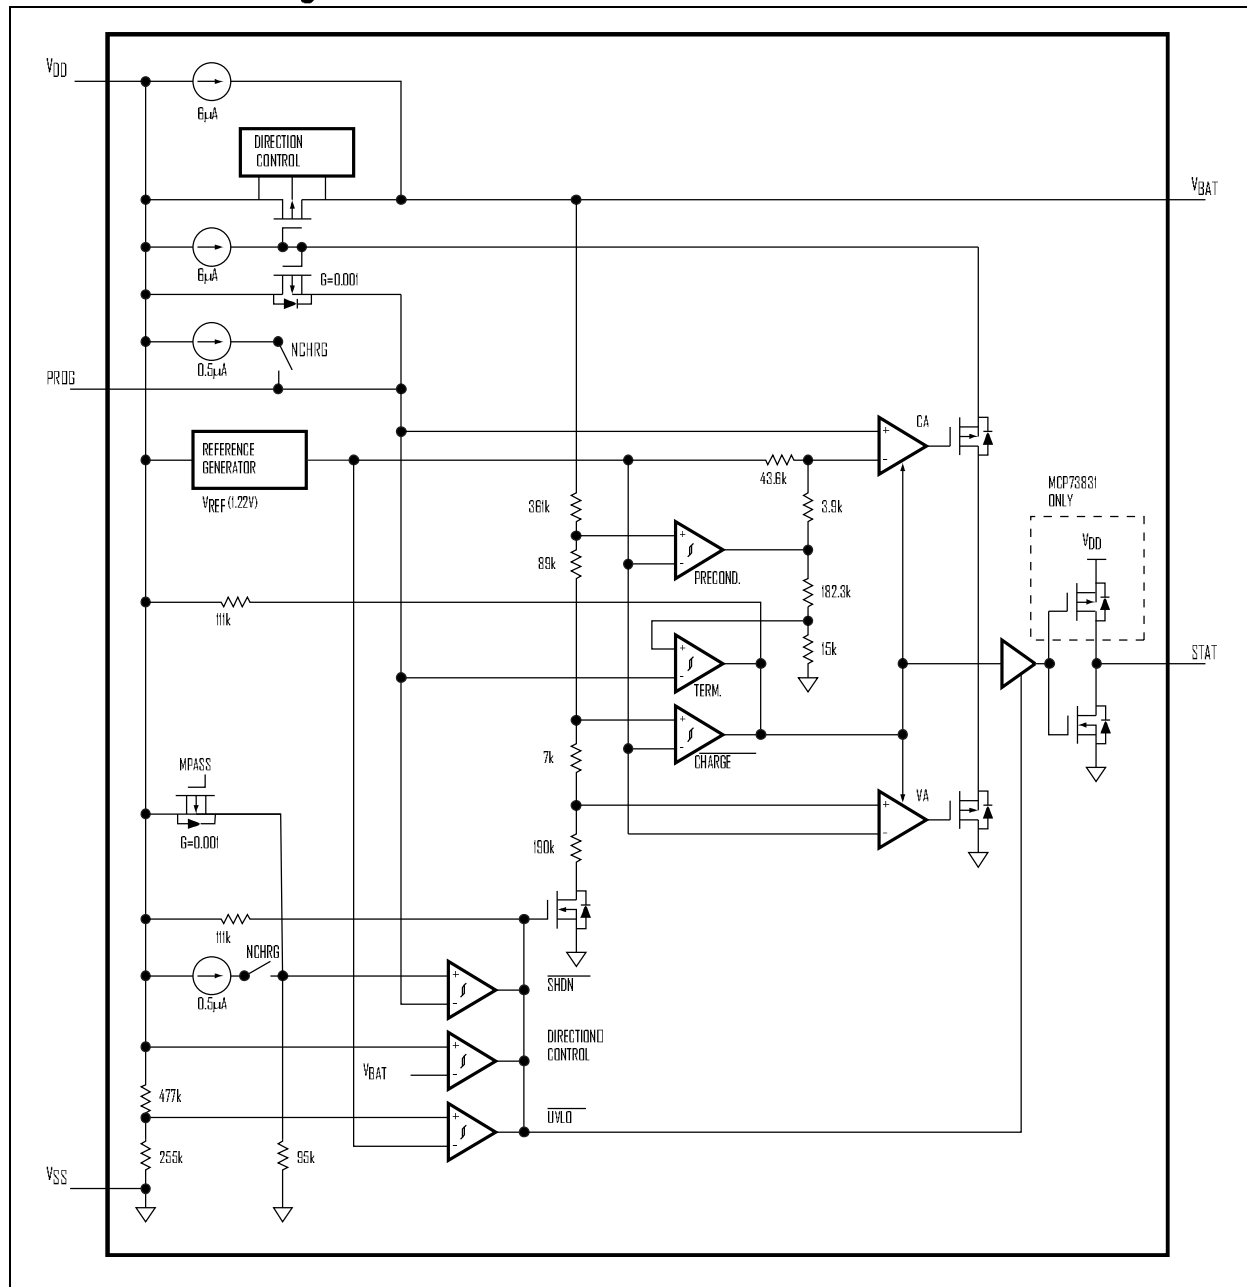 VDD
6µA
DIRECTION
CONTROL
VBAT
6µA
G=0.001
0.5µA
NCHRG
PROG
CA
REFERENCE
GENERATOR
VREF (1.22V)
43.6k
361k
3.9k
MCP73831
ONLY
VDD
89k
PRECOND.
182.3k
111k
15k
STAT
TERM.
7k
CHARGE
MPASS
VA
G=0.001
190k
111k
NCHRG
0.5µA
SHDN
DIRECTION
CONTROL
VBAT
477k
UVLO
255k
95k
VSS